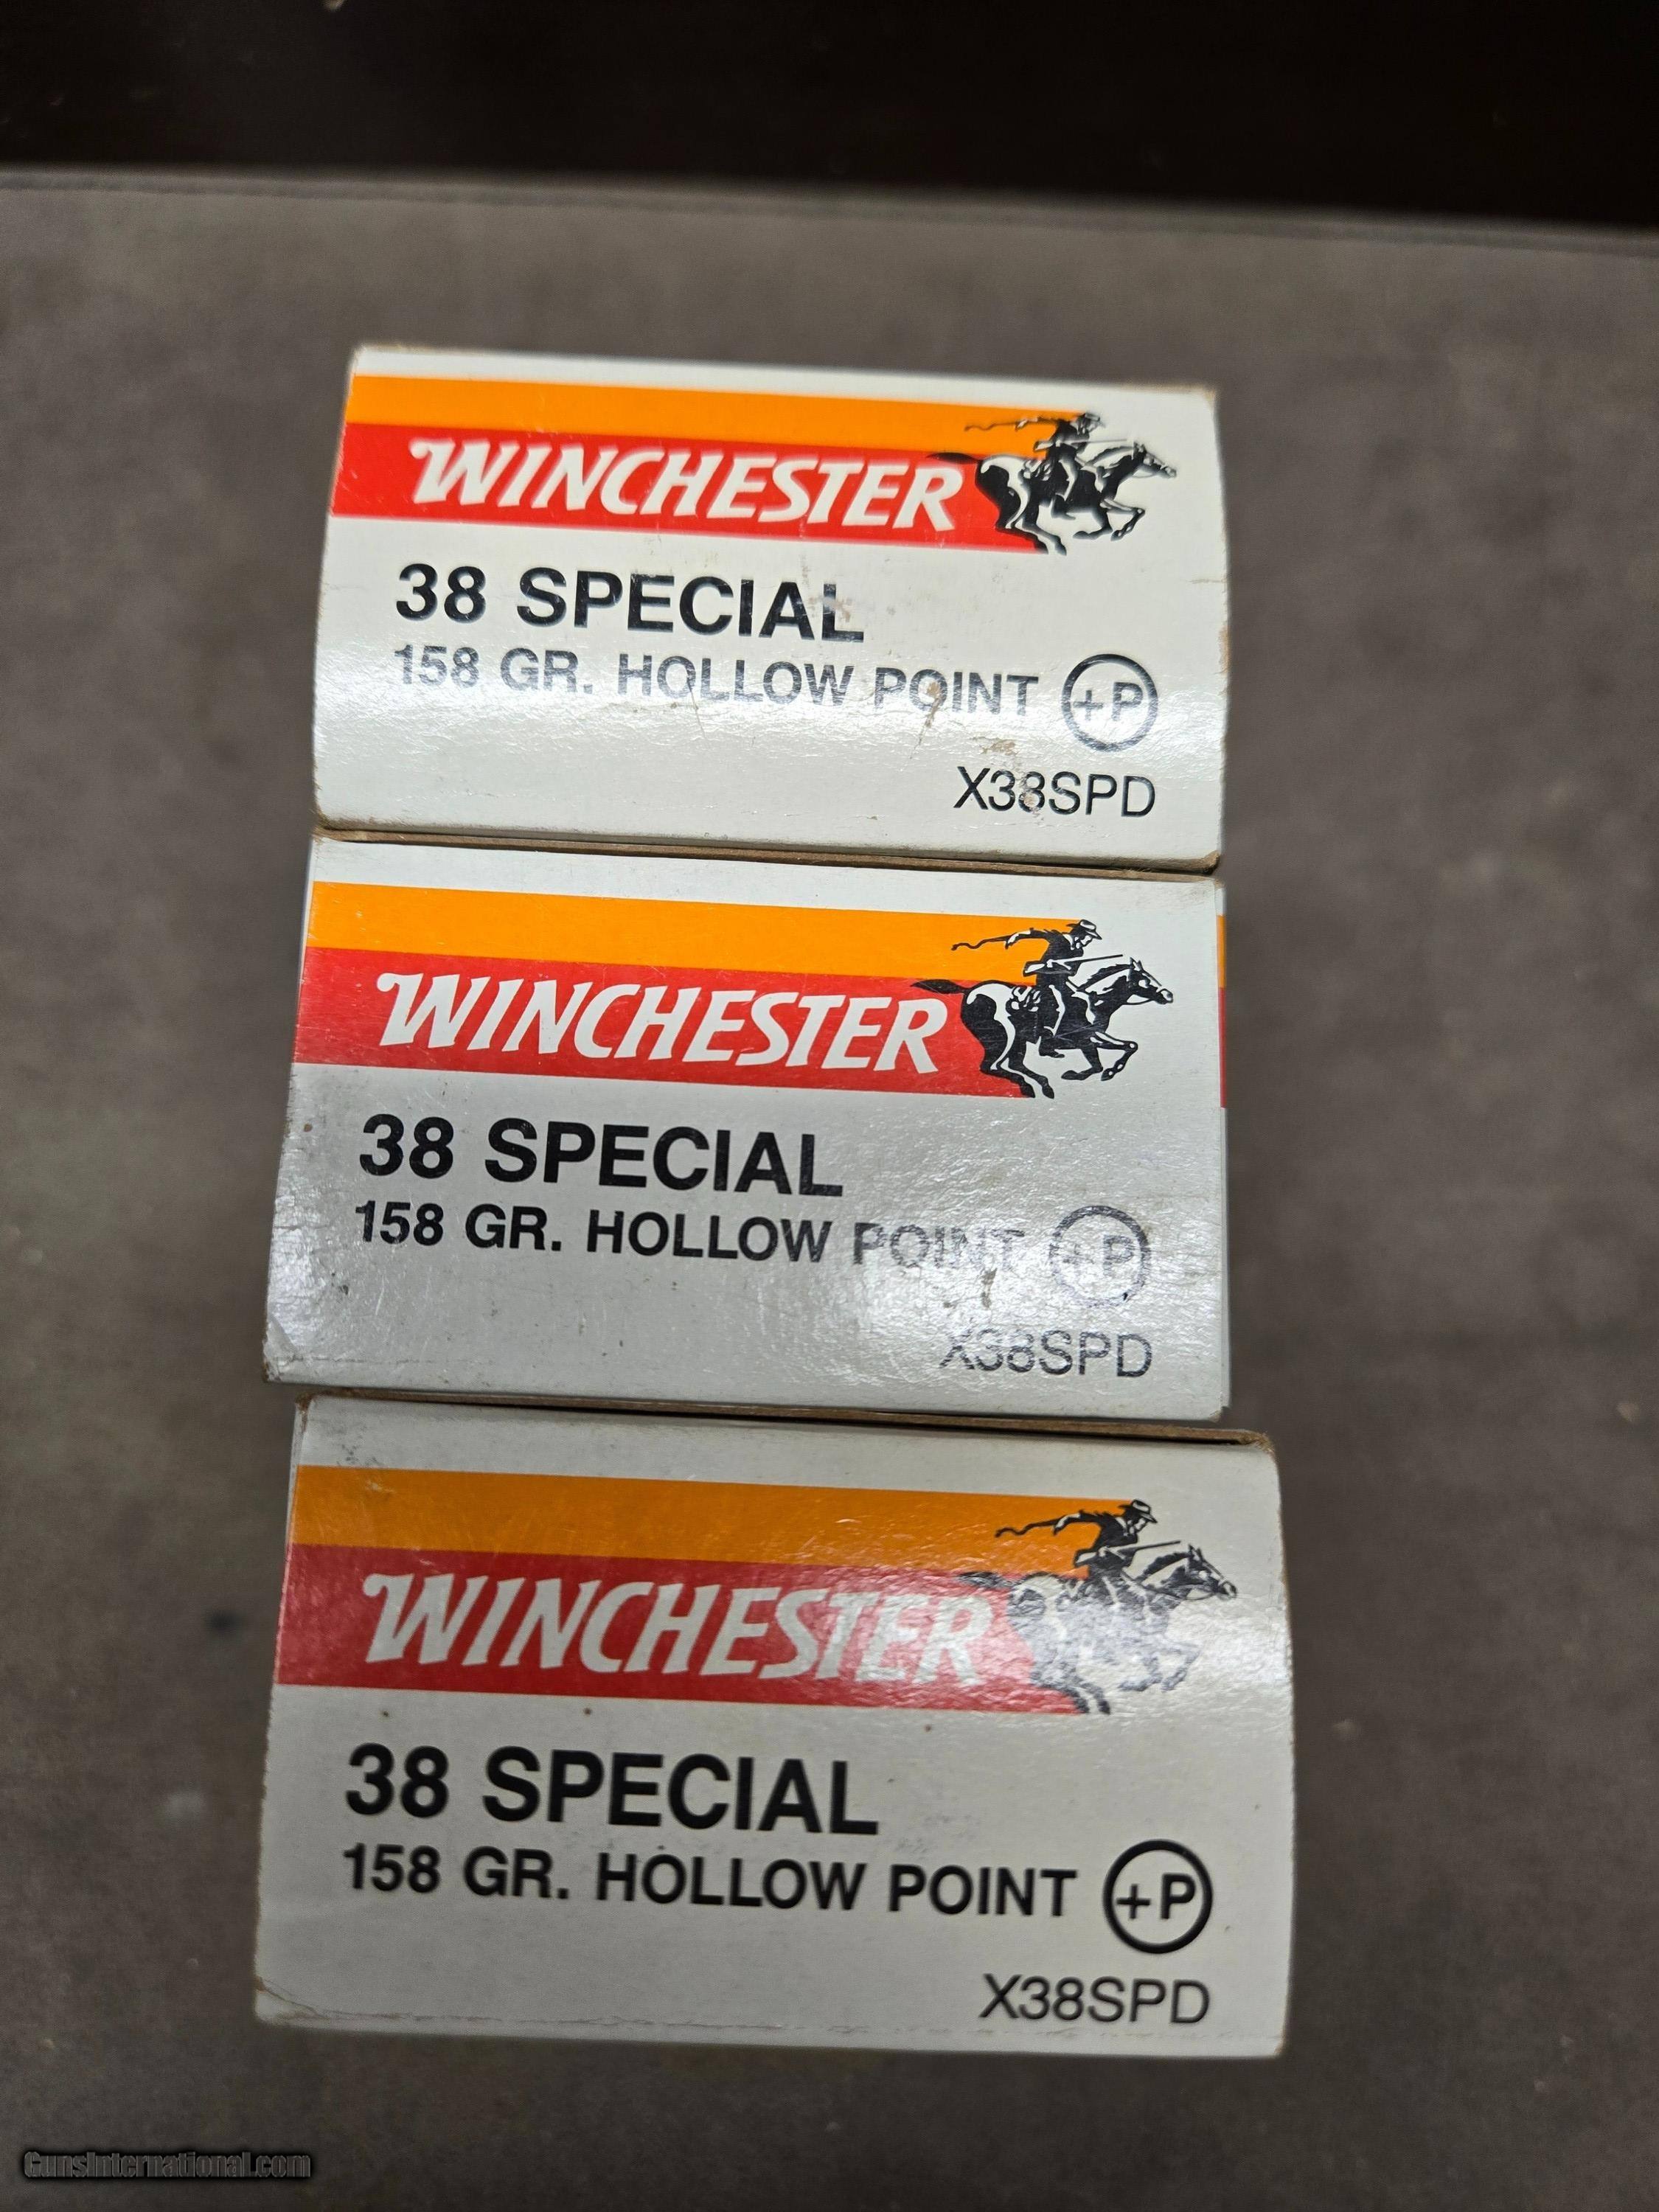 WINCHESTER
38 SPECIAL
158 GR. HOLLOW POINT +P
X38SPD
WINCHESTER
38 SPECIAL
158 GR. HOLLOW POINT +P
X38SPD
WINCHESTER
38 SPECIAL
158 GR. HOLLOW POINT +P
X38SPD
GunsInternational.com